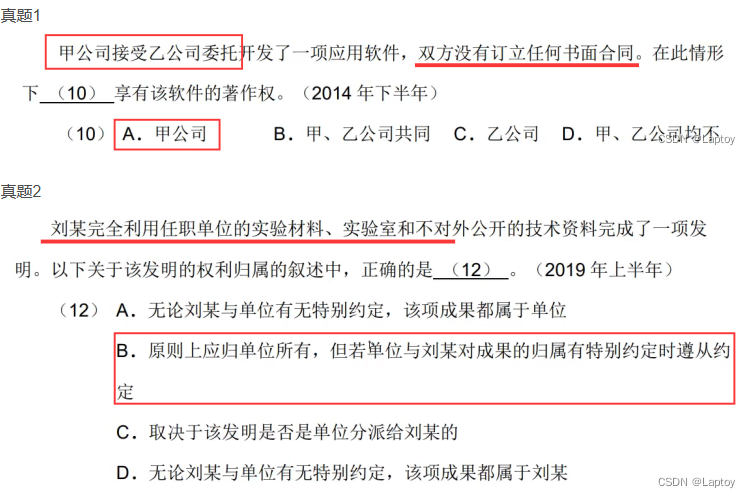 真题1
甲公司接受乙公司委托开发了一项应用软件，双方没有订立任何书面合同。在此情形
下（10）享有该软件的著作权。（2014 年下半年）
（10） A．甲公司 B．甲、乙公司共同 C．乙公司 D．甲、乙公司均不
CSDN @Laptoy
真题2
刘某完全利用任职单位的实验材料、实验室和不对外公开的技术资料完成了一项发
明。以下关于该发明的权利归属的叙述中，正确的是（12）。（2019 年上半年）
（12） A．无论刘某与单位有无特别约定，该项成果都属于单位
B．原则上应归单位所有，但若单位与刘某对成果的归属有特别约定时遵从约
定
C．取决于该发明是否是单位分派给刘某的
D．无论刘某与单位有无特别约定，该项成果都属于刘某
CSDN @Laptoy